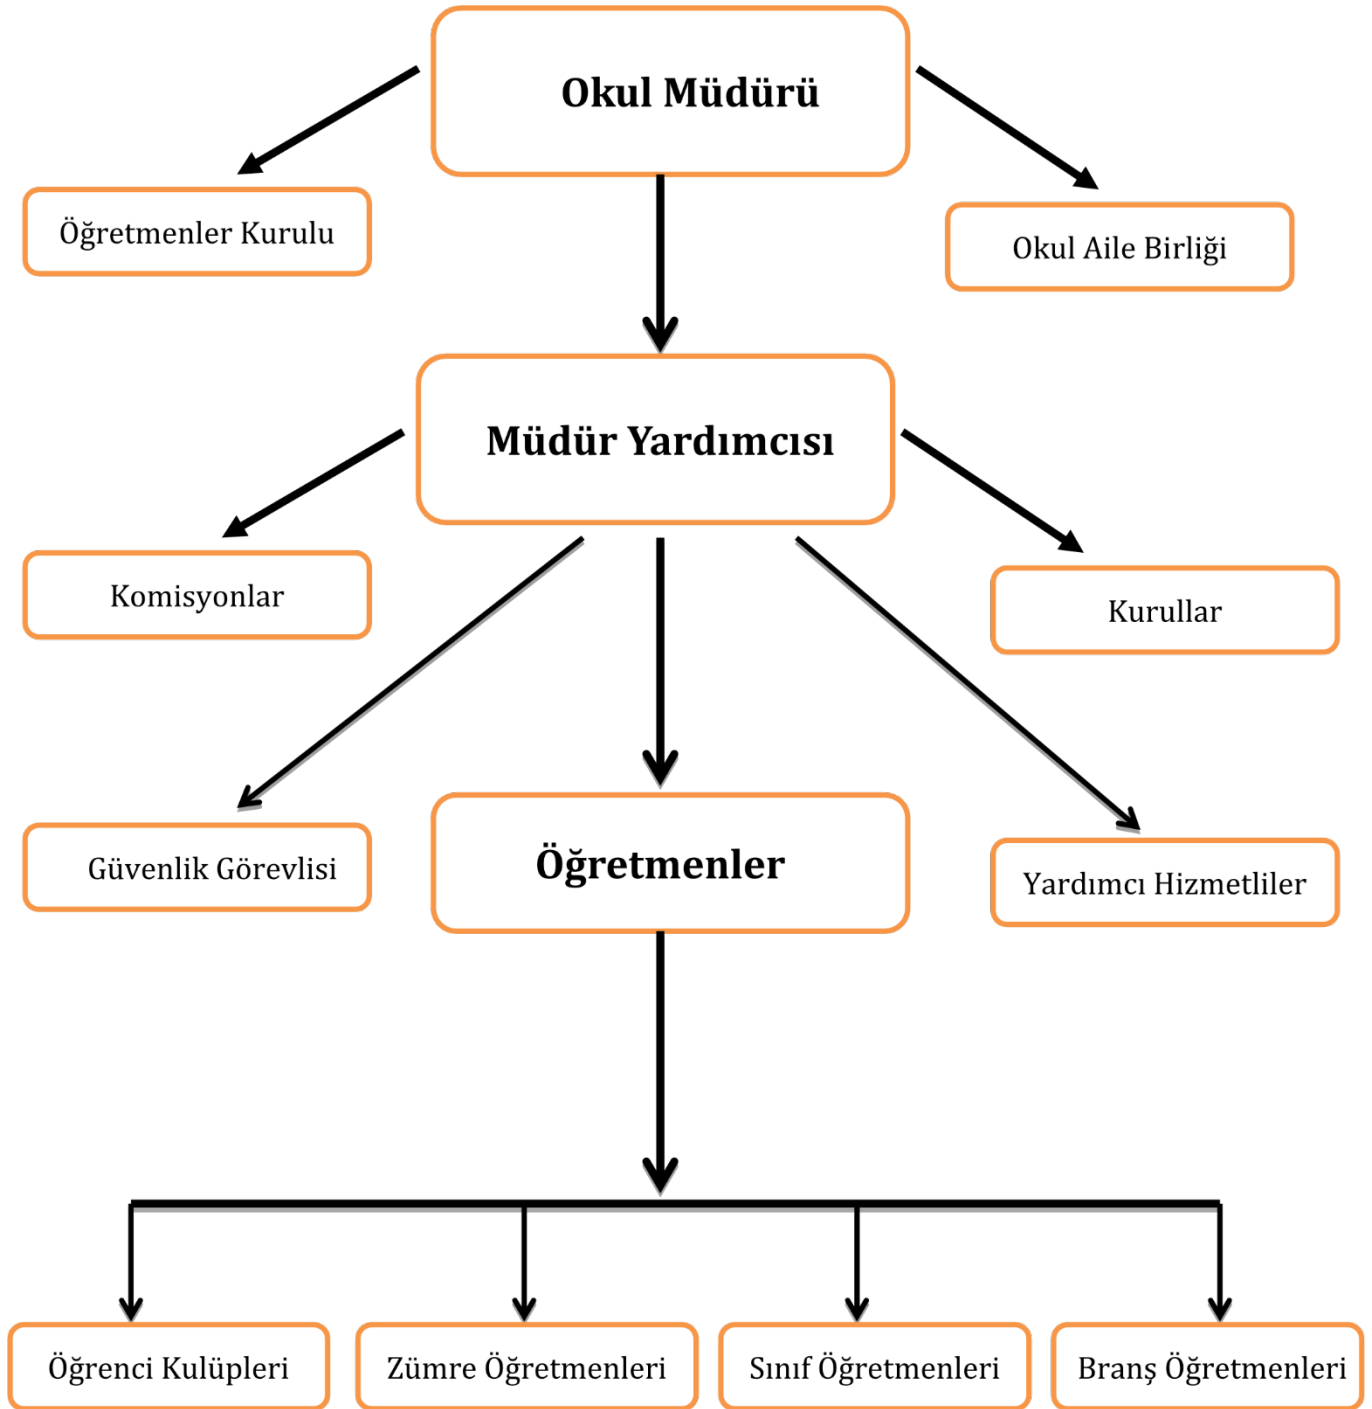 Okul Müdürü
Öğretmenler Kurulu
Okul Aile Birliği
Müdür Yardımcısı
Komisyonlar
Kurullar
Güvenlik Görevlisi
Öğretmenler
Yardımcı Hizmetliler
Öğrenci Kulüpleri
Zümre Öğretmenleri
Sınıf Öğretmenleri
Branş Öğretmenleri